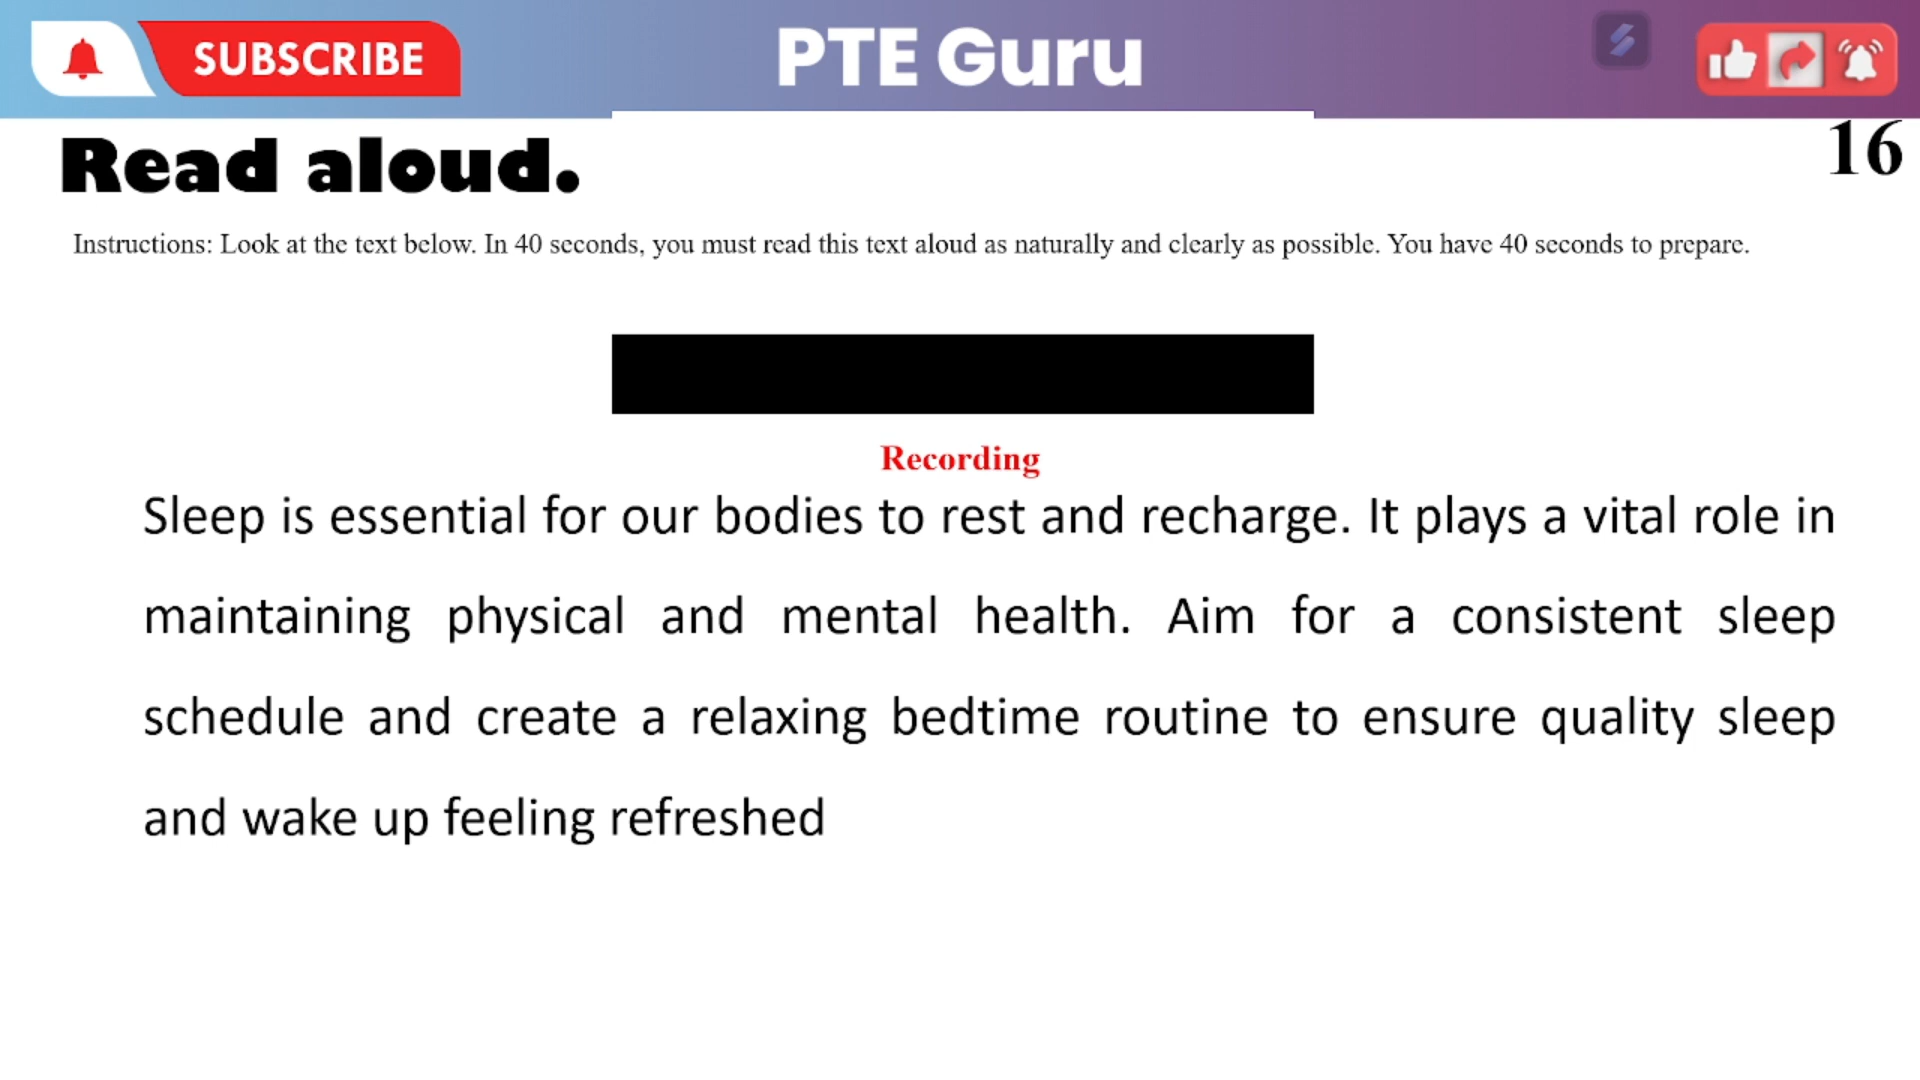 SUBSCRIBE
PTE Guru
Read aloud.
16
Instructions: Look at the text below. In 40 seconds, you must read this text aloud as naturally and clearly as possible. You have 40 seconds to prepare.
Recording
Sleep is essential for our bodies to rest and recharge. It plays a vital role in
maintaining physical and mental health. Aim for a consistent sleep
schedule and create a relaxing bedtime routine to ensure quality sleep
and wake up feeling refreshed